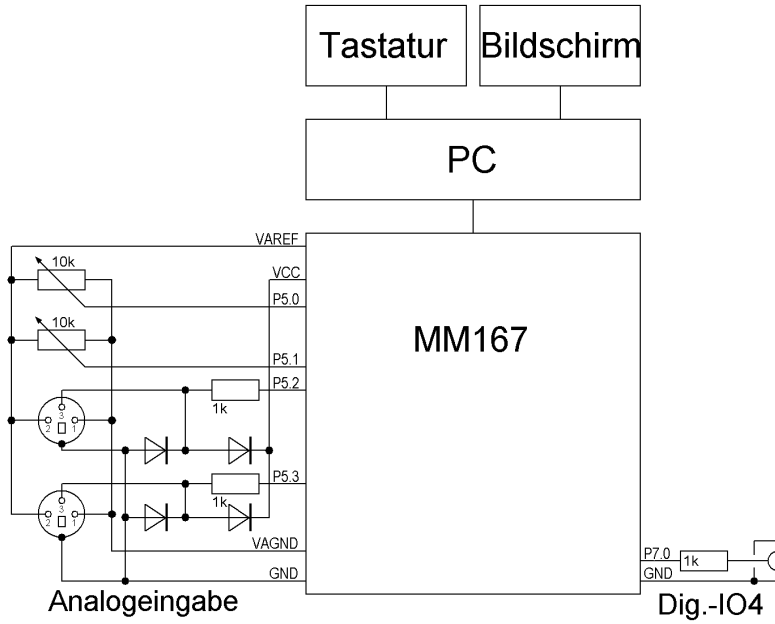 Tastatur Bildschirm
PC
VAREF
10k
VCC
P5.0
10k
MM167
P5.1
P5.2
1k
3
2 1
P5.3
1k
3
2 1
VAGND
P7.0
1k
GND GND
Analogeingabe Dig.-IO4